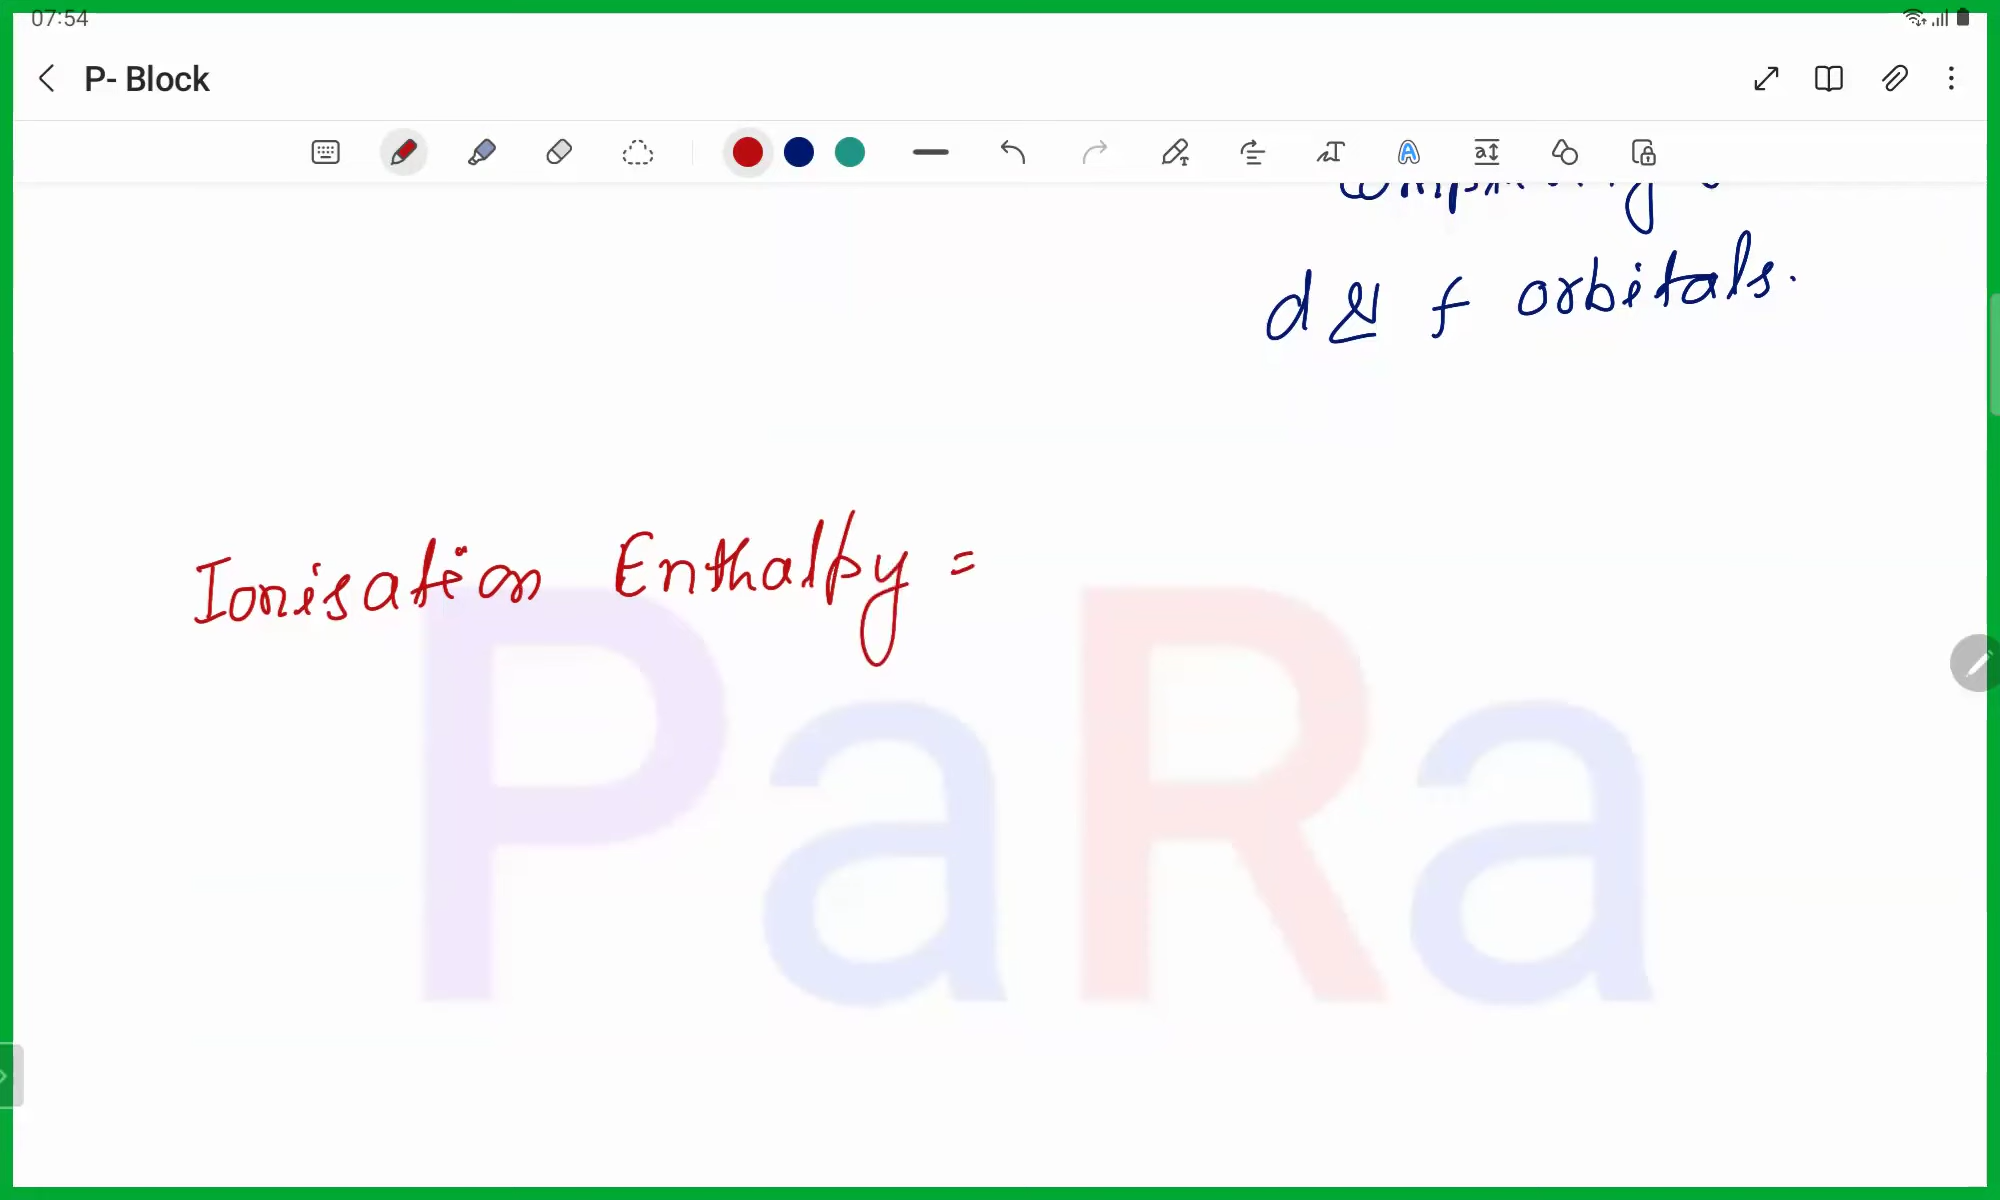 07:54
P- Block
d & f orbitals.
Ionisation Enthalpy =
PaRa